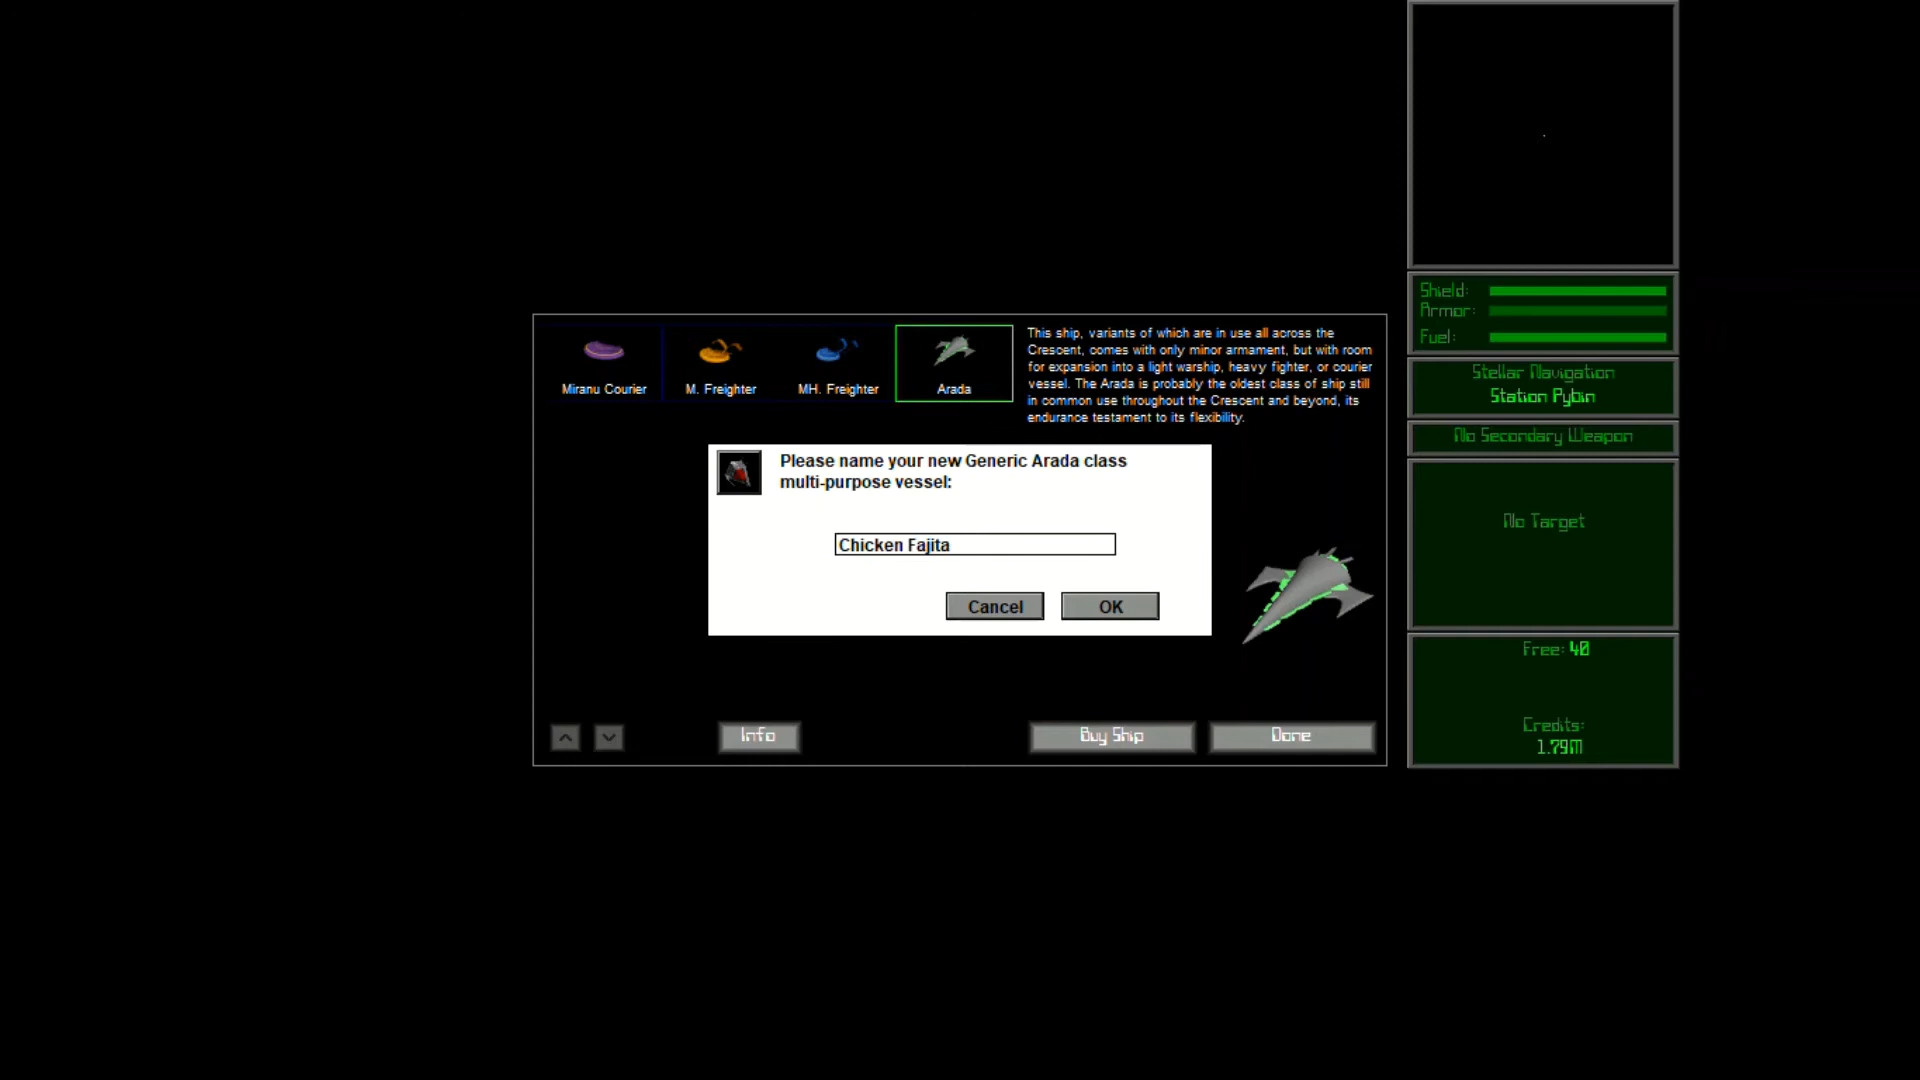 Miranu Courier
M. Freighter
MH. Freighter
Arada
This ship, variants of which are in use all across the
Crescent, comes with only minor armament, but with room
for expansion into a light warship, heavy fighter, or courier
vessel. The Arada is probably the oldest class of ship still
in common use throughout the Crescent and beyond, its
endurance testament to its flexibility.
Please name your new Generic Arada class
multi-purpose vessel:
Chicken Fajita
Cancel
OK
Info
Buy Ship
Done
Shield:
Armor:
Fuel:
Stellar Navigation
Station Pybin
No Secondary Weapon
No Target
Free: 40
Credits:
1.79M